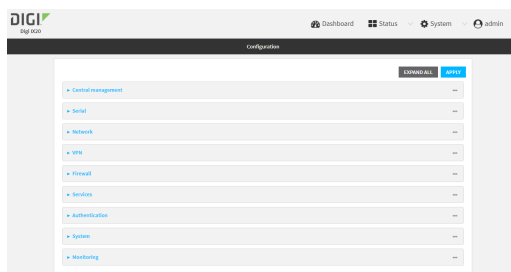 DIGI
Digi IX20
Dashboard Status System admin
Configuration
EXPAND ALL APPLY
Central management
Serial
Network
VPN
Firewall
Services
Authentication
System
Monitoring